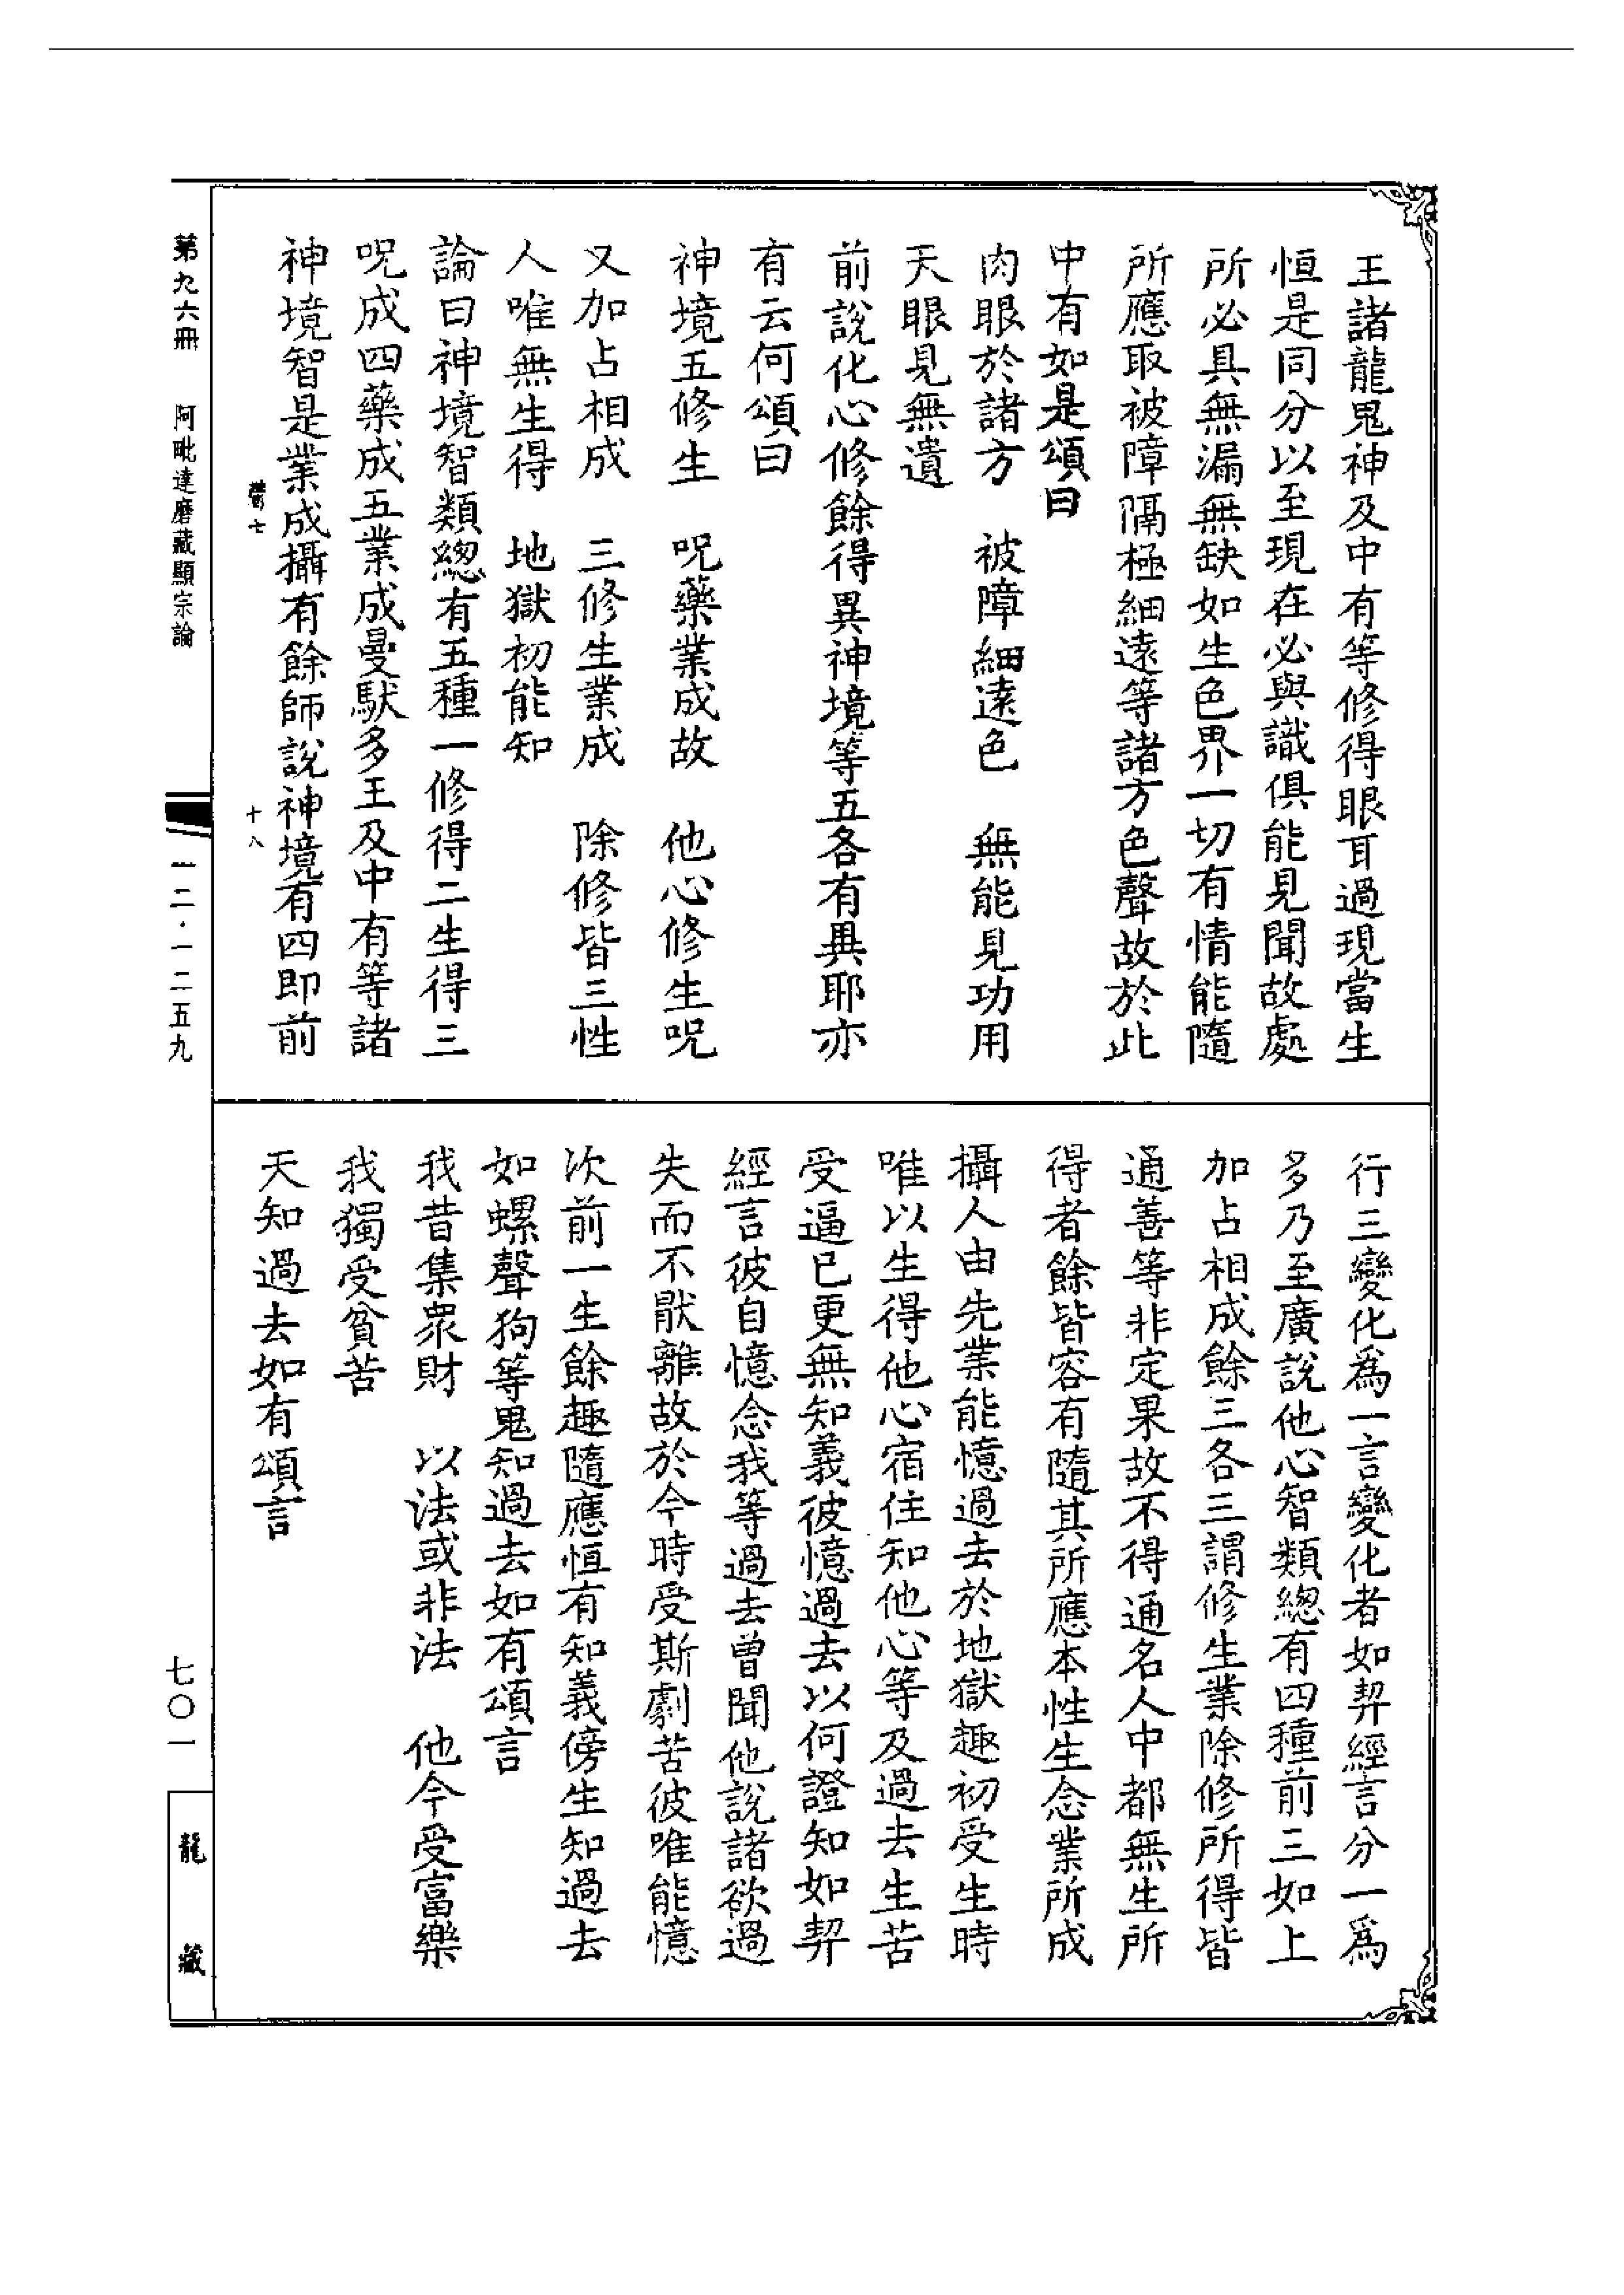 王諸龍鬼神及中有等修得眼耳過現當生
恒是同分以至現在必與識俱能見聞故處
所必具無漏無缺如生色界一切有情能隨
所應取被障隔極細遠等諸方色聲故於此
中有如是頌曰
肉眼於諸方　被障細遠色　無能見功用
天眼見無遺
前說化心修餘得異神境等五各有異耶亦
有云何頌曰
神境五修生　呪藥業成故　他心修生呪
又加占相成　三修生業成　除修皆三性
人唯無生得　地獄初能知
論曰神境智類總有五種一修得二生得三
呪成四藥成五業成曼馱多王及中有等諸
神境智是業成攝有餘師說神境有四即前
行三變化為一言變化者如契經言分一為
多乃至廣說他心智類總有四種前三如上
加占相成餘三各三謂修生業除修所得皆
通善等非定果故不得通名人中都無生所
得者餘皆容有隨其所應本性生念業所成
攝人由先業能憶過去於地獄趣初受生時
唯以生得他心宿住知他心等及過去生苦
受逼已更無知義彼憶過去以何證知如契
經言彼自憶念我等過去曾聞他說諸欲過
失而不厭離故於今時受斯劇苦彼唯能憶
次前一生餘趣隨應恒有知義傍生知過去
如螺聲狗等鬼知過去如有頌言
我昔集衆財　以法或非法　他今受富樂
我獨受貧苦
天知過去如有頌言
第九六冊　阿毗達磨藏顯宗論
鬱七　十八
一二·一二五九
七〇一
龍藏